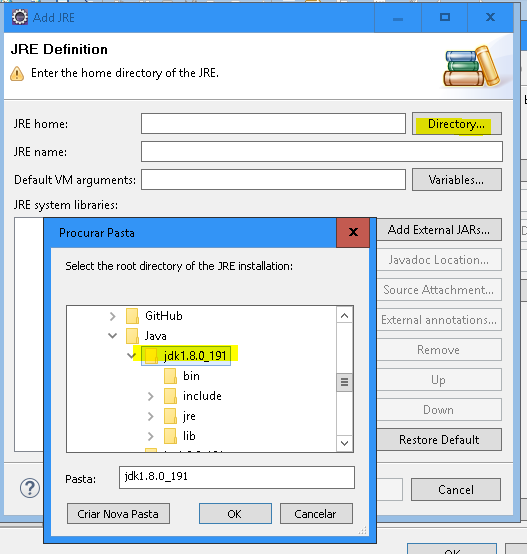 Add JRE
JRE Definition
Enter the home directory of the JRE.
JRE home:
Directory...
JRE name:
Default VM arguments:
Variables...
JRE system libraries:
Add External JARs...
Javadoc Location...
Source Attachment...
External annotations...
Remove
Up
Down
Restore Default
Procurar Pasta
Select the root directory of the JRE installation:
GitHub
Java
jdk1.8.0_191
bin
include
jre
lib
Pasta:
jdk1.8.0_191
Criar Nova Pasta
OK
Cancelar
Cancel
OK